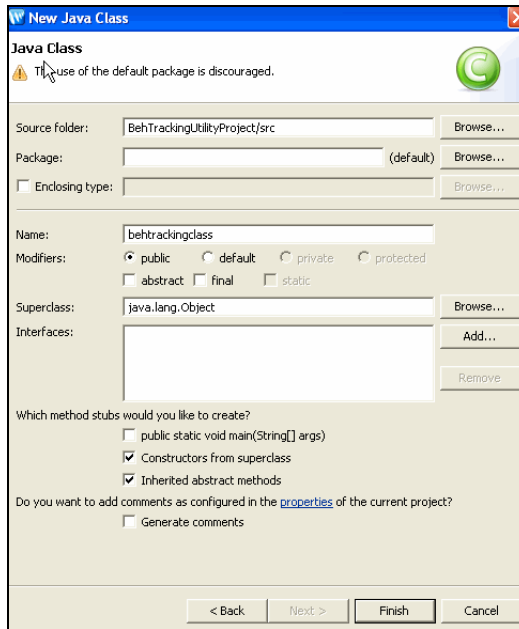 New Java Class
Java Class
The use of the default package is discouraged.
Source folder: BehTrackingUtilityProject/src Browse...
Package: (default) Browse...
Enclosing type: Browse...
Name: behtrackingclass
Modifiers: public default private protected
abstract final static
Superclass: java.lang.Object Browse...
Interfaces: Add...
Remove
Which method stubs would you like to create?
public static void main(String[] args)
Constructors from superclass
Inherited abstract methods
Do you want to add comments as configured in the properties of the current project?
Generate comments
< Back Next > Finish Cancel